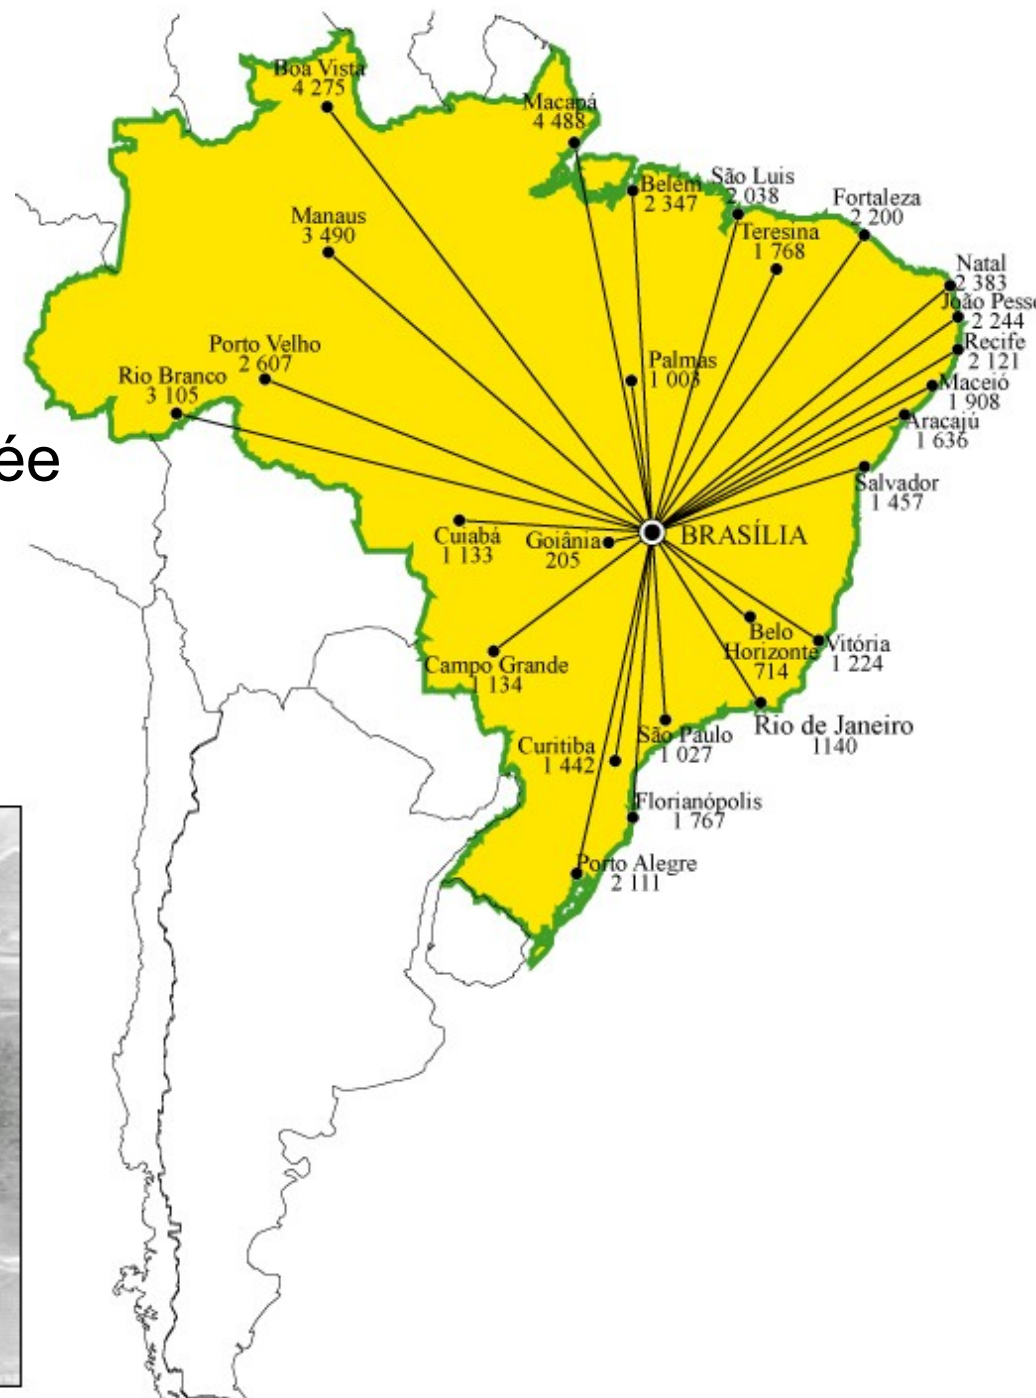 Boa Vista
4 275
Macapá
4 488
Belém
2 347
São Luis
2 038
Fortaleza
2 200
Teresina
1 768
Manaus
3 490
Natal
2 383
João Pesso
2 244
Recife
2 121
Porto Velho
2 607
Palmas
1 003
Rio Branco
3 105
Maceió
1 908
Aracajú
1 636
ée
Salvador
1 457
Cuiabá
1 133
Goiânia
205
BRASÍLIA
Belo
Horizonte
714
Vitória
1 224
Campo Grande
1 134
Rio de Janeiro
1140
São Paulo
1 027
Curitiba
1 442
Florianópolis
1 767
Porto Alegre
2 111